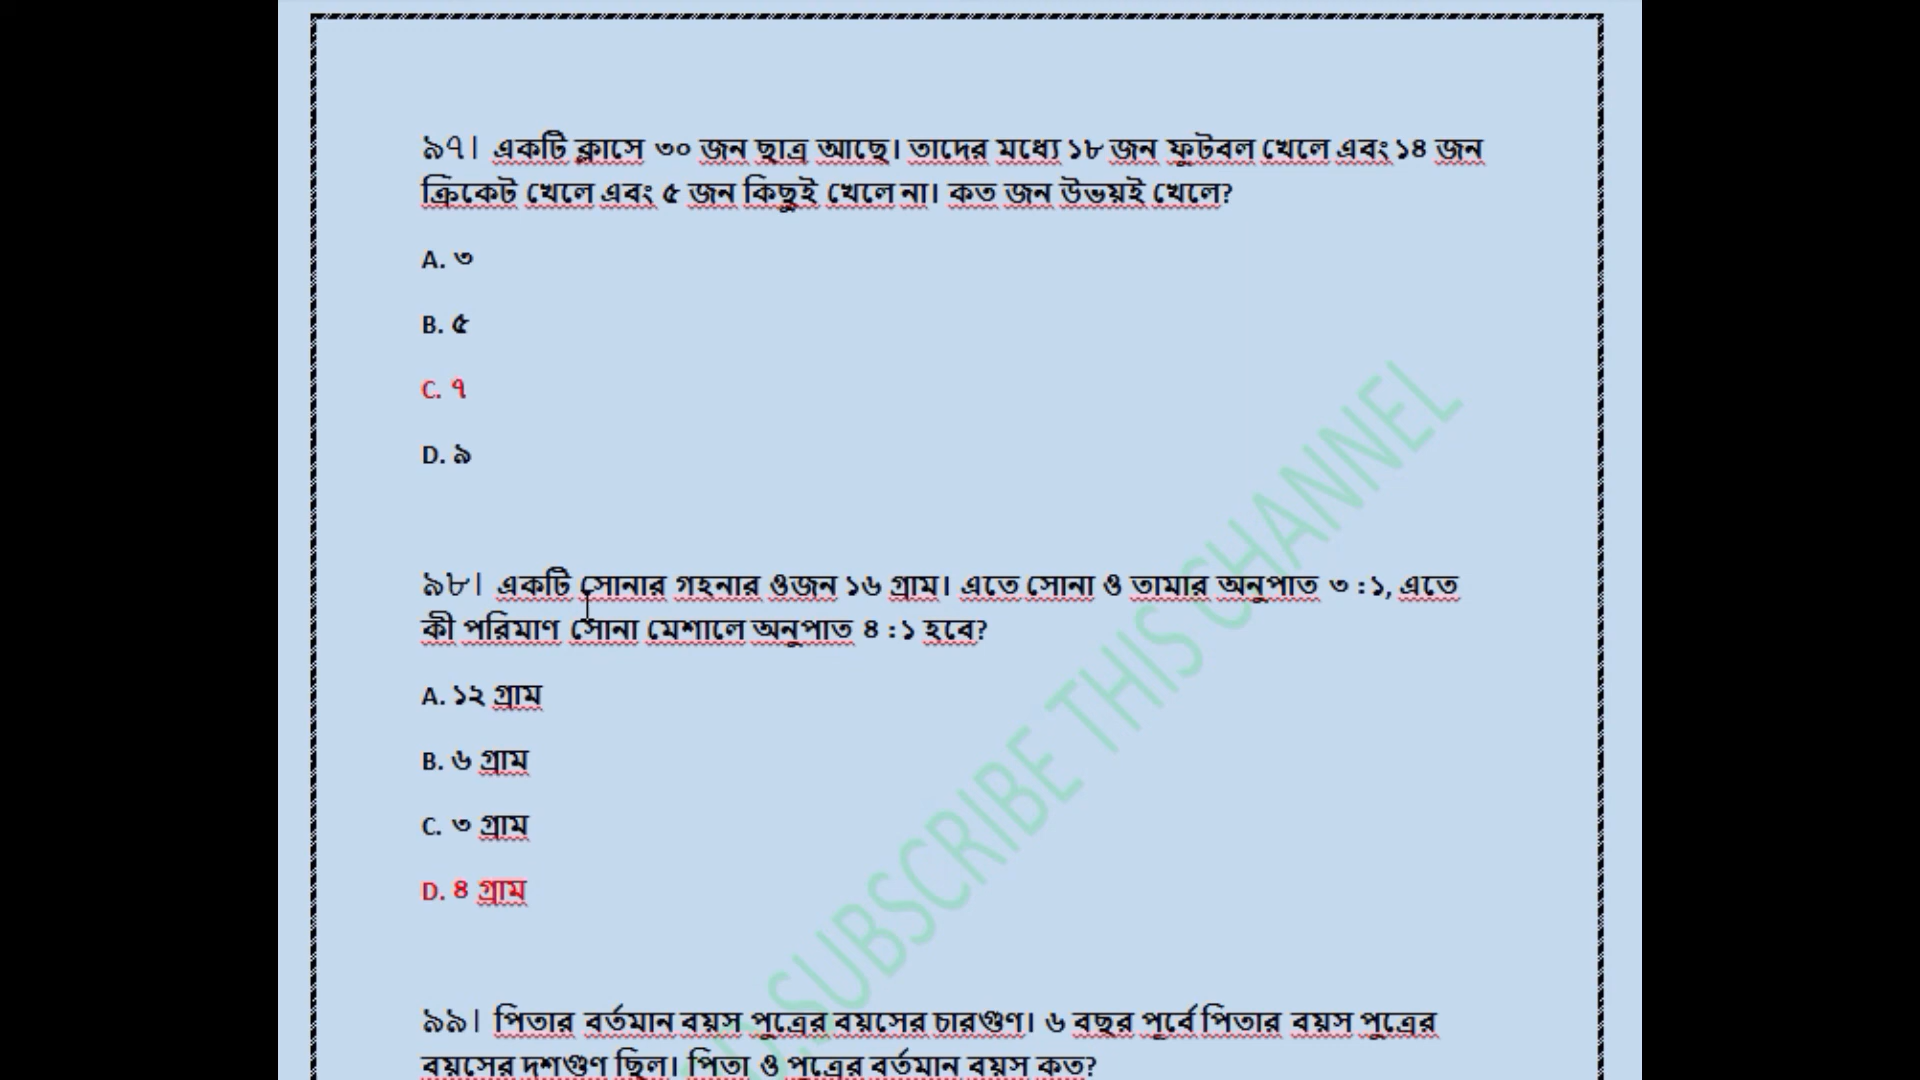 ৯৭। একটি ক্লাসে ৩০ জন ছাত্র আছে। তাদের মধ্যে ১৮ জন ফুটবল খেলে এবং ১৪ জন
ক্রিকেট খেলে এবং ৫ জন কিছুই খেলে না। কত জন উভয়ই খেলে?
A. ৩
B. ৫
C. ৭
D. ৯
৯৮। একটি সোনার গহনার ওজন ১৬ গ্রাম। এতে সোনা ও তামার অনুপাত ৩ : ১, এতে
কী পরিমাণ সোনা মেশালে অনুপাত ৪ : ১ হবে?
A. ১২ গ্রাম
B. ৬ গ্রাম
C. ৩ গ্রাম
D. ৪ গ্রাম
৯৯। পিতার বর্তমান বয়স পুত্রের বয়সের চারগুণ। ৬ বছর পূর্বে পিতার বয়স পুত্রের
বয়সের দশগুণ ছিল। পিতা ও পুত্রের বর্তমান বয়স কত?
SUBSCRIBE THIS CHANNEL